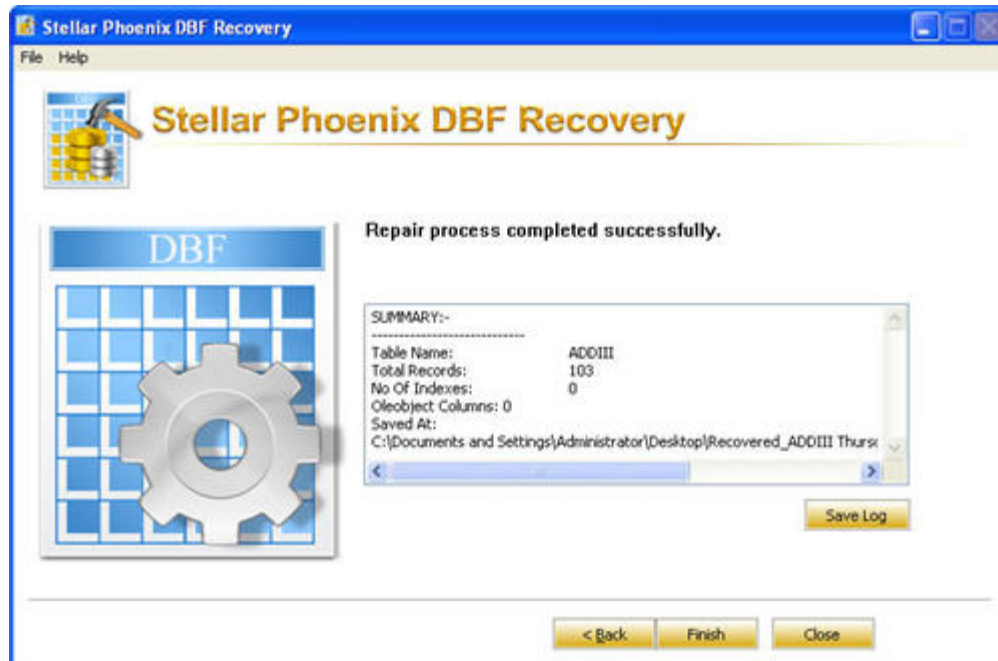 Stellar Phoenix DBF Recovery
File Help
Stellar Phoenix DBF Recovery
DBF
Repair process completed successfully.
SUMMARY:-
------------------------------
Table Name: ADDIII
Total Records: 103
No Of Indexes: 0
Oleobject Columns: 0
Saved At:
C:\Documents and Settings\Administrator\Desktop\Recovered_ADDIII Thurs
Save Log
< Back Finish Close